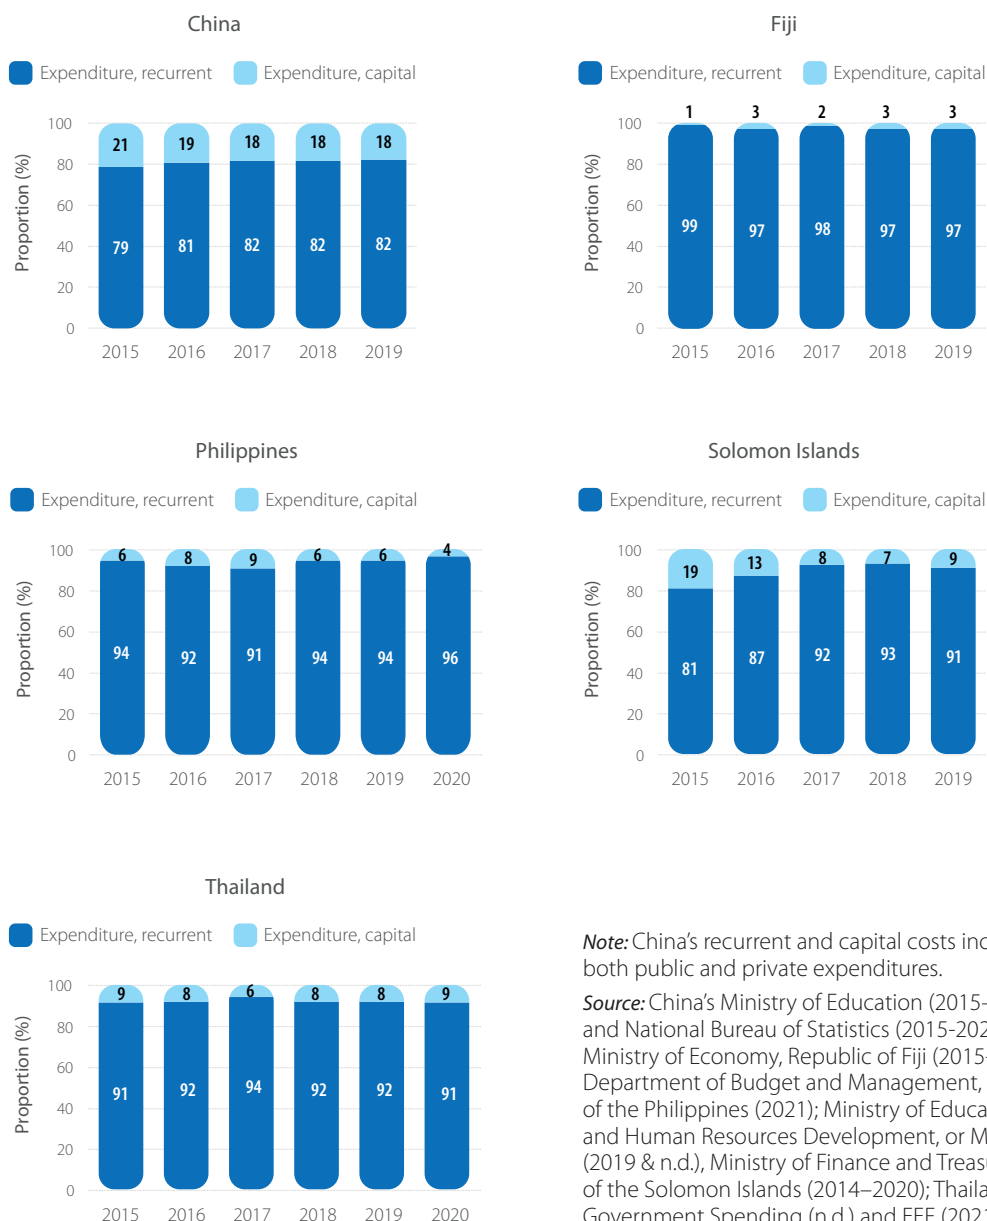 China
Expenditure, recurrent Expenditure, capital
Proportion (%)
100
80
60
40
20
0
21 19 18 18 18
79 81 82 82 82
2015 2016 2017 2018 2019
Fiji
Expenditure, recurrent Expenditure, capital
Proportion (%)
100
80
60
40
20
0
1 3 2 3 3
99 97 98 97 97
2015 2016 2017 2018 2019
Philippines
Expenditure, recurrent Expenditure, capital
Proportion (%)
100
80
60
40
20
0
6 8 9 6 6 4
94 92 91 94 94 96
2015 2016 2017 2018 2019 2020
Solomon Islands
Expenditure, recurrent Expenditure, capital
Proportion (%)
100
80
60
40
20
0
19 13 8 7 9
81 87 92 93 91
2015 2016 2017 2018 2019
Thailand
Expenditure, recurrent Expenditure, capital
Proportion (%)
100
80
60
40
20
0
9 8 6 8 8 9
91 92 94 92 92 91
2015 2016 2017 2018 2019 2020
Note: China's recurrent and capital costs inc
both public and private expenditures.
Source: China's Ministry of Education (2015-
and National Bureau of Statistics (2015-202
Ministry of Economy, Republic of Fiji (2015-
Department of Budget and Management,
of the Philippines (2021); Ministry of Educa
and Human Resources Development, or M
(2019 & n.d.), Ministry of Finance and Treasu
of the Solomon Islands (2014–2020); Thaila
Government Spending (n.d.) and EEF (2021